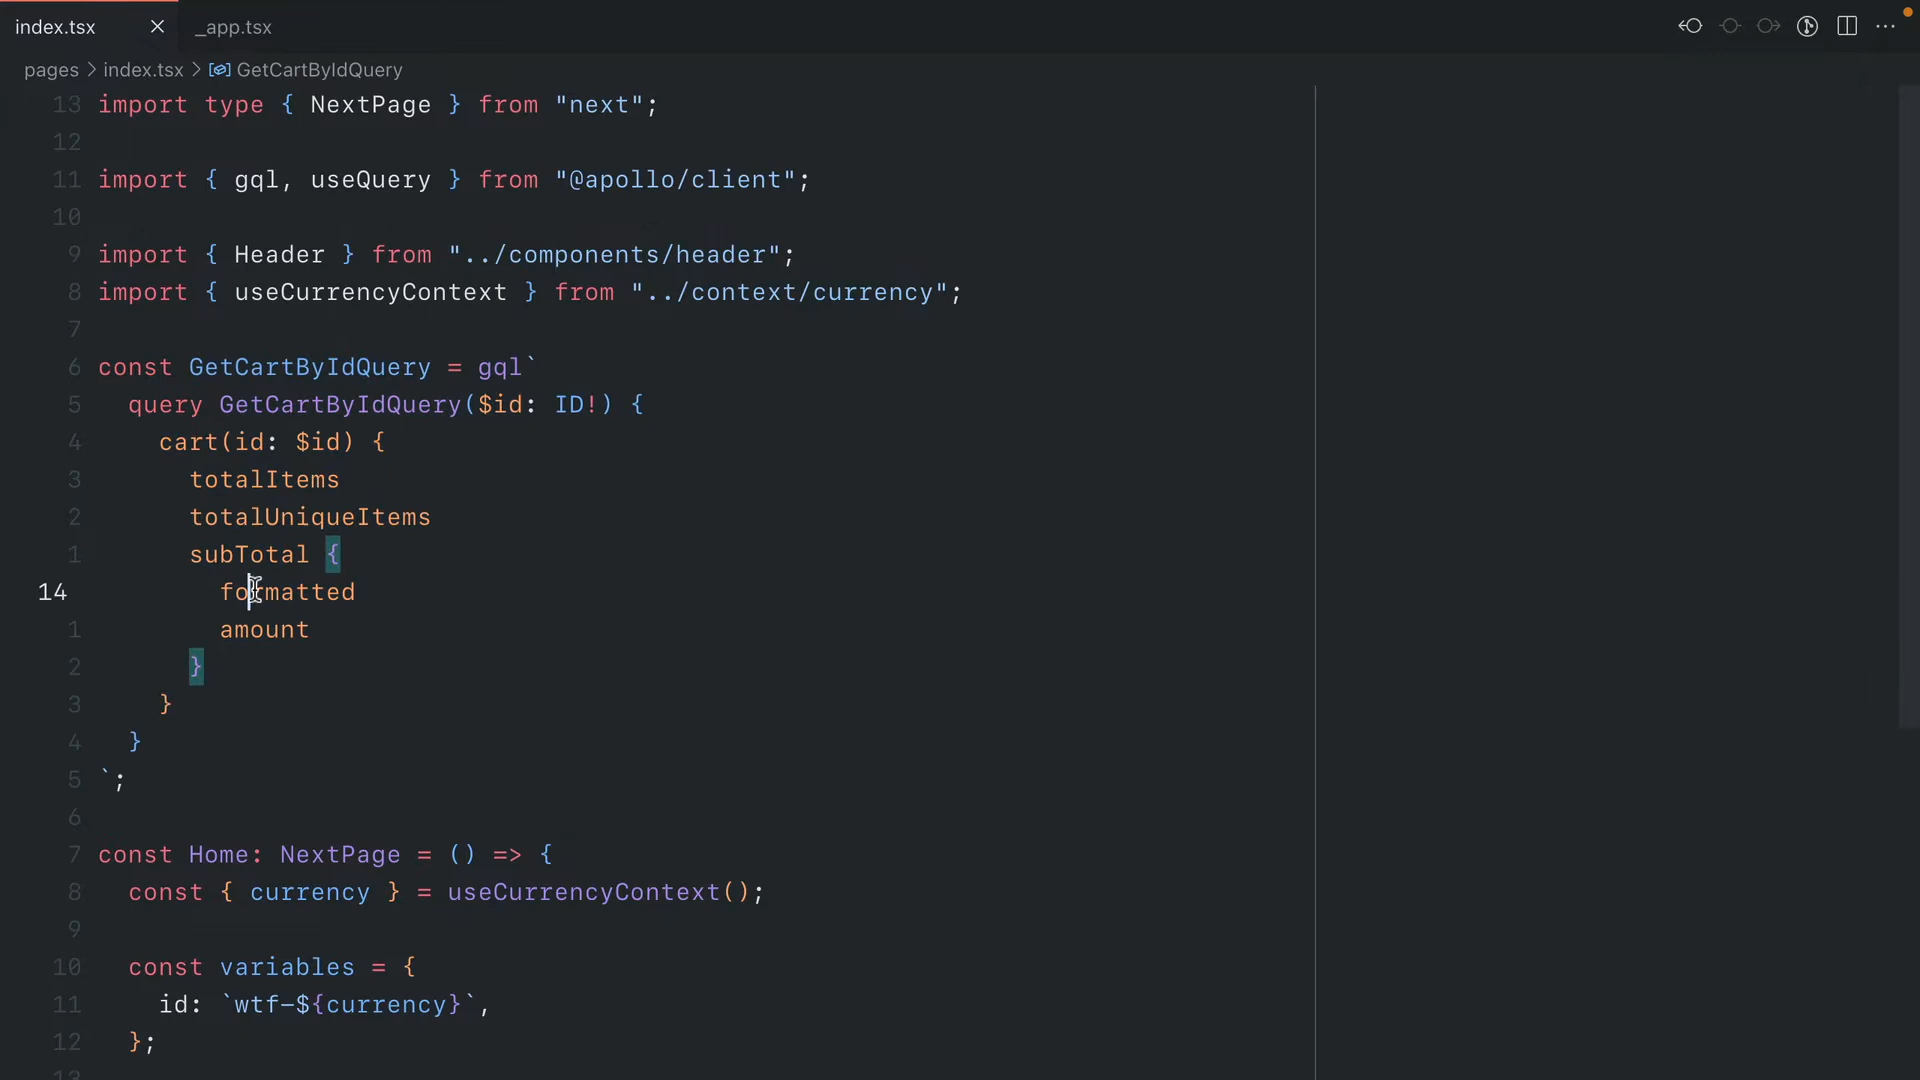 index.tsx
_app.tsx
pages > index.tsx > GetCartByIdQuery
13 import type { NextPage } from "next";
12
11 import { gql, useQuery } from "@apollo/client";
10
9 import { Header } from "../components/header";
8 import { useCurrencyContext } from "../context/currency";
7
6 const GetCartByIdQuery = gql`
5 query GetCartByIdQuery($id: ID!) {
4 cart(id: $id) {
3 totalItems
2 totalUniqueItems
1 subTotal {
14 formatted
1 amount
2 }
3 }
4 }
5 `;
6
7 const Home: NextPage = () => {
8 const { currency } = useCurrencyContext();
9
10 const variables = {
11 id: `wtf-${currency}`,
12 };
13